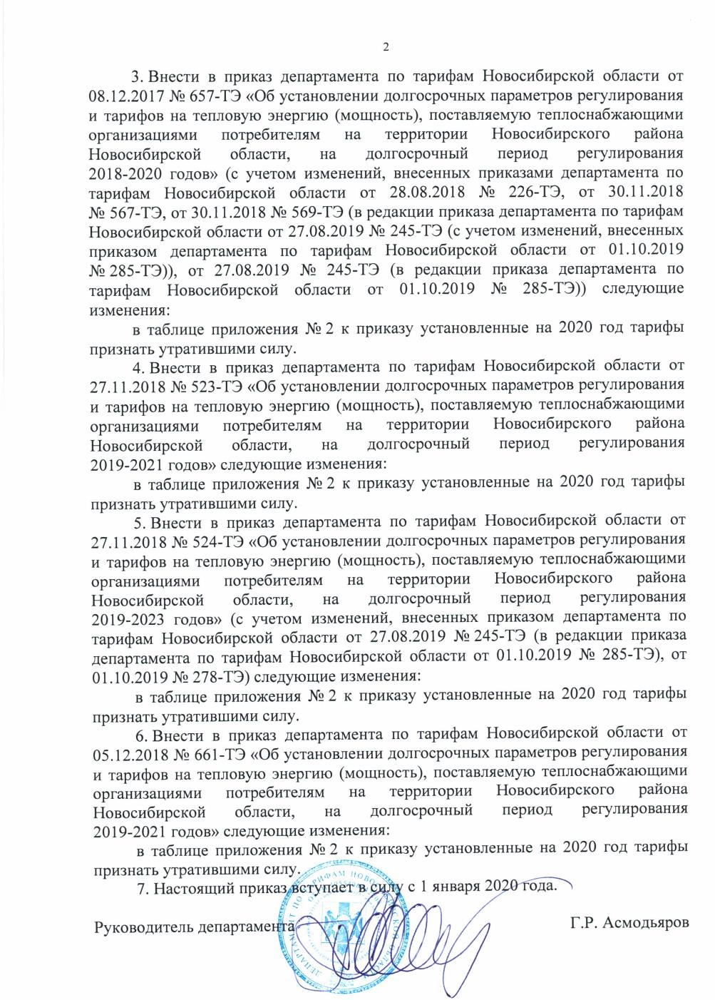 2
3. Внести в приказ департамента по тарифам Новосибирской области от
08.12.2017 № 657-ТЭ «Об установлении долгосрочных параметров регулирования
и тарифов на тепловую энергию (мощность), поставляемую теплоснабжающими
организациями потребителям на территории Новосибирского района
Новосибирской области, на долгосрочный период регулирования
2018-2020 годов» (с учетом изменений, внесенных приказами департамента по
тарифам Новосибирской области от 28.08.2018 № 226-ТЭ, от 30.11.2018
№ 567-ТЭ, от 30.11.2018 № 569-ТЭ (в редакции приказа департамента по тарифам
Новосибирской области от 27.08.2019 № 245-ТЭ (с учетом изменений, внесенных
приказом департамента по тарифам Новосибирской области от 01.10.2019
№ 285-ТЭ)), от 27.08.2019 № 245-ТЭ (в редакции приказа департамента по
тарифам Новосибирской области от 01.10.2019 № 285-ТЭ)) следующие
изменения:
в таблице приложения № 2 к приказу установленные на 2020 год тарифы
признать утратившими силу.
4. Внести в приказ департамента по тарифам Новосибирской области от
27.11.2018 № 523-ТЭ «Об установлении долгосрочных параметров регулирования
и тарифов на тепловую энергию (мощность), поставляемую теплоснабжающими
организациями потребителям на территории Новосибирского района
Новосибирской области, на долгосрочный период регулирования
2019-2021 годов» следующие изменения:
в таблице приложения № 2 к приказу установленные на 2020 год тарифы
признать утратившими силу.
5. Внести в приказ департамента по тарифам Новосибирской области от
27.11.2018 № 524-ТЭ «Об установлении долгосрочных параметров регулирования
и тарифов на тепловую энергию (мощность), поставляемую теплоснабжающими
организациями потребителям на территории Новосибирского района
Новосибирской области, на долгосрочный период регулирования
2019-2023 годов» (с учетом изменений, внесенных приказом департамента по
тарифам Новосибирской области от 27.08.2019 № 245-ТЭ (в редакции приказа
департамента по тарифам Новосибирской области от 01.10.2019 № 285-ТЭ), от
01.10.2019 № 278-ТЭ) следующие изменения:
в таблице приложения № 2 к приказу установленные на 2020 год тарифы
признать утратившими силу.
6. Внести в приказ департамента по тарифам Новосибирской области от
05.12.2018 № 661-ТЭ «Об установлении долгосрочных параметров регулирования
и тарифов на тепловую энергию (мощность), поставляемую теплоснабжающими
организациями потребителям на территории Новосибирского района
Новосибирской области, на долгосрочный период регулирования
2019-2021 годов» следующие изменения:
в таблице приложения № 2 к приказу установленные на 2020 год тарифы
признать утратившими силу.
7. Настоящий приказ вступает в силу с 1 января 2020 года.
Руководитель департамента Г.Р. Асмодьяров
ДЕПАРТАМЕНТ ПО ТАРИФАМ НОВОСИБИРСКОЙ ОБЛАСТИ